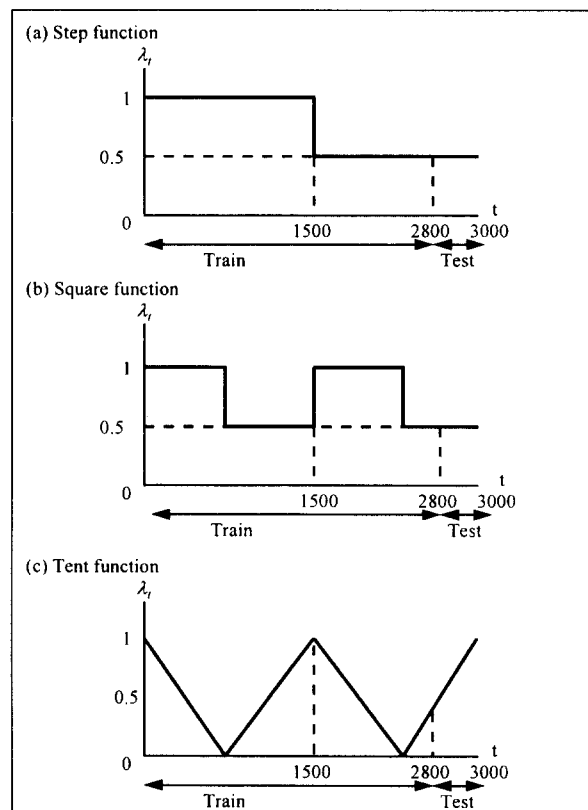 (a) Step function
λt
1
0.5
0
t
1500 2800 3000
Train Test
(b) Square function
λt
1
0.5
0
t
1500 2800 3000
Train Test
(c) Tent function
λt
1
0.5
0
t
1500 2800 3000
Train Test